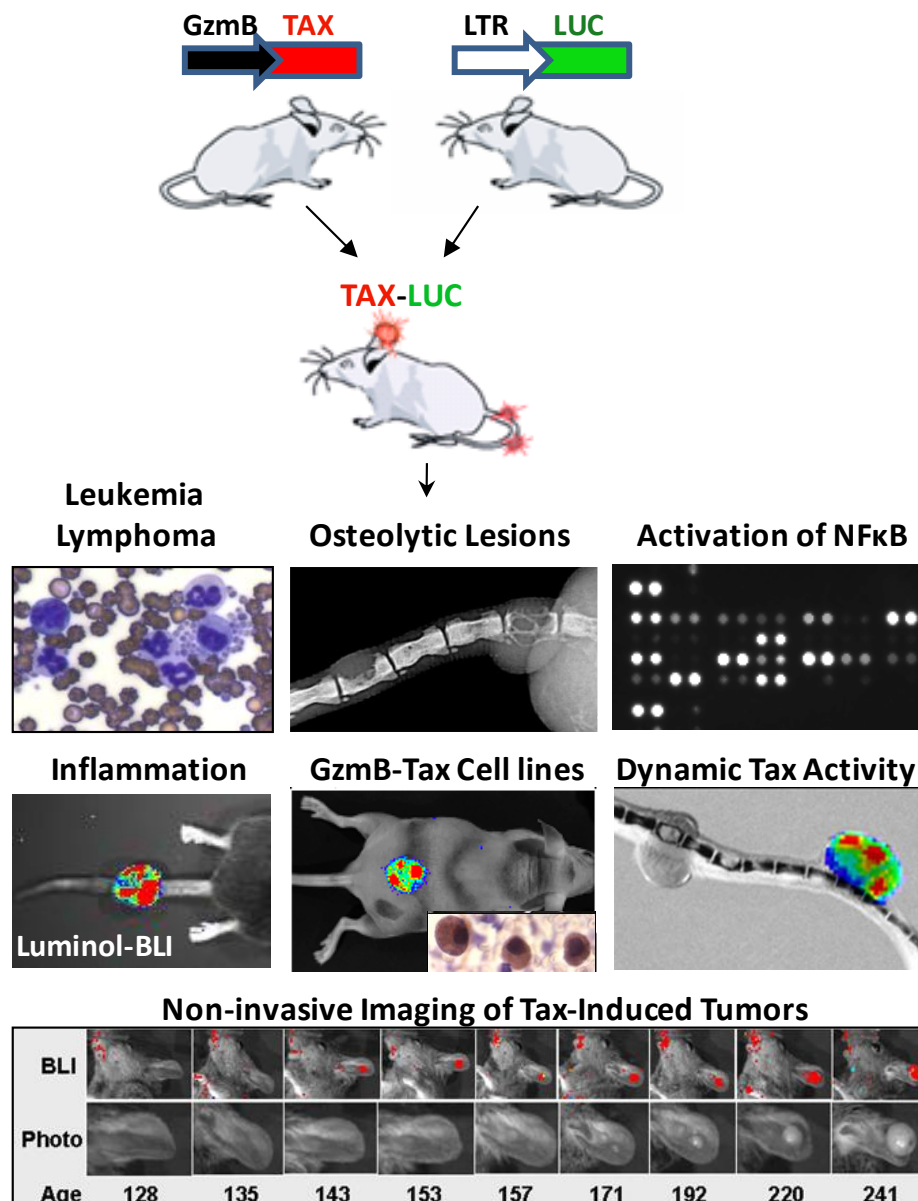 GzmB TAX LTR LUC
TAX-LUC
Leukemia
Lymphoma
Osteolytic Lesions
Activation of NFκB
Inflammation
GzmB-Tax Cell lines
Dynamic Tax Activity
Luminol-BLI
Non-invasive Imaging of Tax-Induced Tumors
BLI
Photo
Age 128 135 143 153 157 171 192 220 241